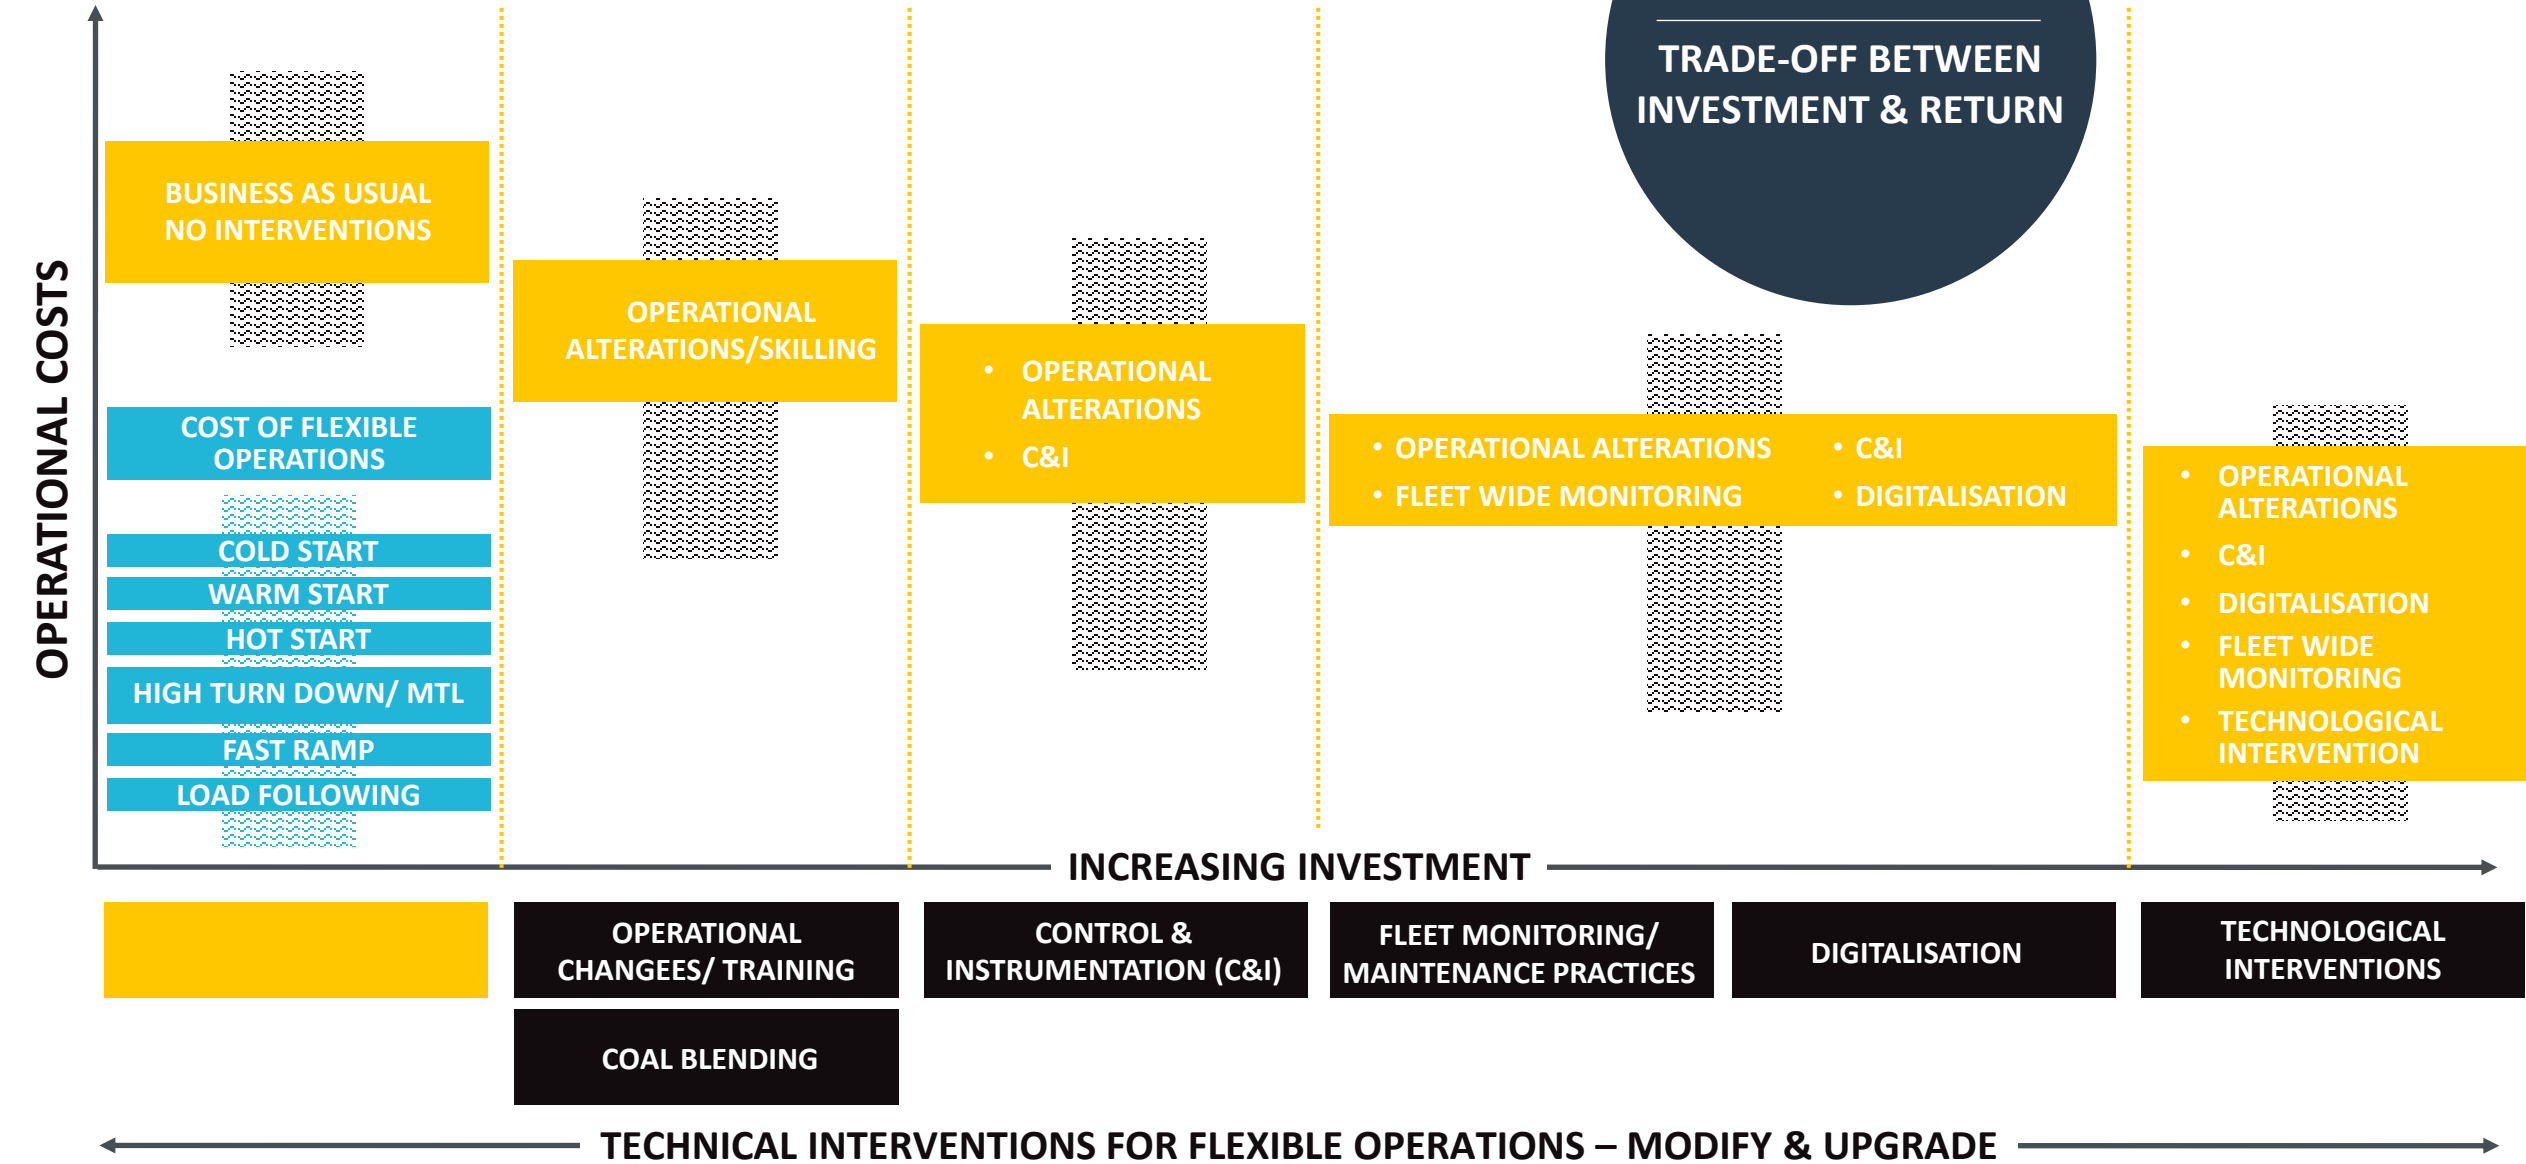 TRADE-OFF BETWEEN
INVESTMENT & RETURN
OPERATIONAL COSTS
BUSINESS AS USUAL
NO INTERVENTIONS
COST OF FLEXIBLE
OPERATIONS
COLD START
WARM START
HOT START
HIGH TURN DOWN/ MTL
FAST RAMP
LOAD FOLLOWING
OPERATIONAL
ALTERATIONS/SKILLING
• OPERATIONAL
ALTERATIONS
• C&I
• OPERATIONAL ALTERATIONS
• FLEET WIDE MONITORING
• C&I
• DIGITALISATION
• OPERATIONAL
ALTERATIONS
• C&I
• DIGITALISATION
• FLEET WIDE
MONITORING
• TECHNOLOGICAL
INTERVENTION
INCREASING INVESTMENT
OPERATIONAL
CHANGEES/ TRAINING
COAL BLENDING
CONTROL &
INSTRUMENTATION (C&I)
FLEET MONITORING/
MAINTENANCE PRACTICES
DIGITALISATION
TECHNOLOGICAL
INTERVENTIONS
TECHNICAL INTERVENTIONS FOR FLEXIBLE OPERATIONS – MODIFY & UPGRADE